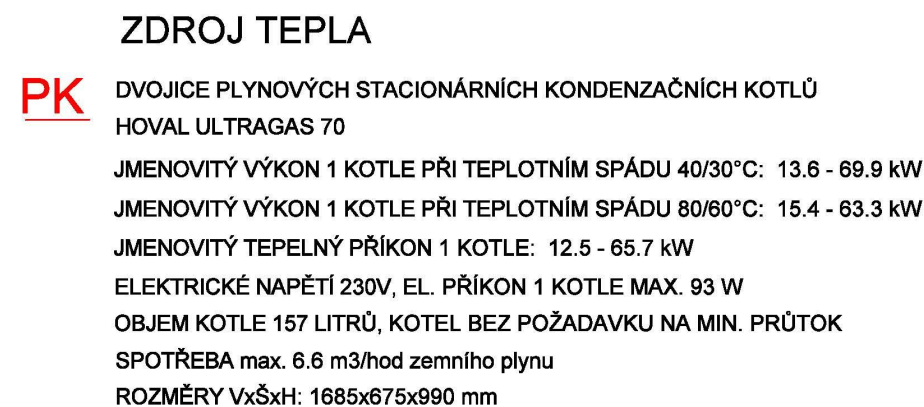 ZDROJ TEPLA
PK DVOJICE PLYNOVÝCH STACIONÁRNÍCH KONDENZAČNÍCH KOTLŮ
HOVAL ULTRAGAS 70
JMENOVITÝ VÝKON 1 KOTLE PŘI TEPLOTNÍM SPÁDU 40/30°C: 13.6 - 69.9 kW
JMENOVITÝ VÝKON 1 KOTLE PŘI TEPLOTNÍM SPÁDU 80/60°C: 15.4 - 63.3 kW
JMENOVITÝ TEPELNÝ PŘÍKON 1 KOTLE: 12.5 - 65.7 kW
ELEKTRICKÉ NAPĚTÍ 230V, EL. PŘÍKON 1 KOTLE MAX. 93 W
OBJEM KOTLE 157 LITRŮ, KOTEL BEZ POŽADAVKU NA MIN. PRŮTOK
SPOTŘEBA max. 6.6 m3/hod zemního plynu
ROZMĚRY VxŠxH: 1685x675x990 mm